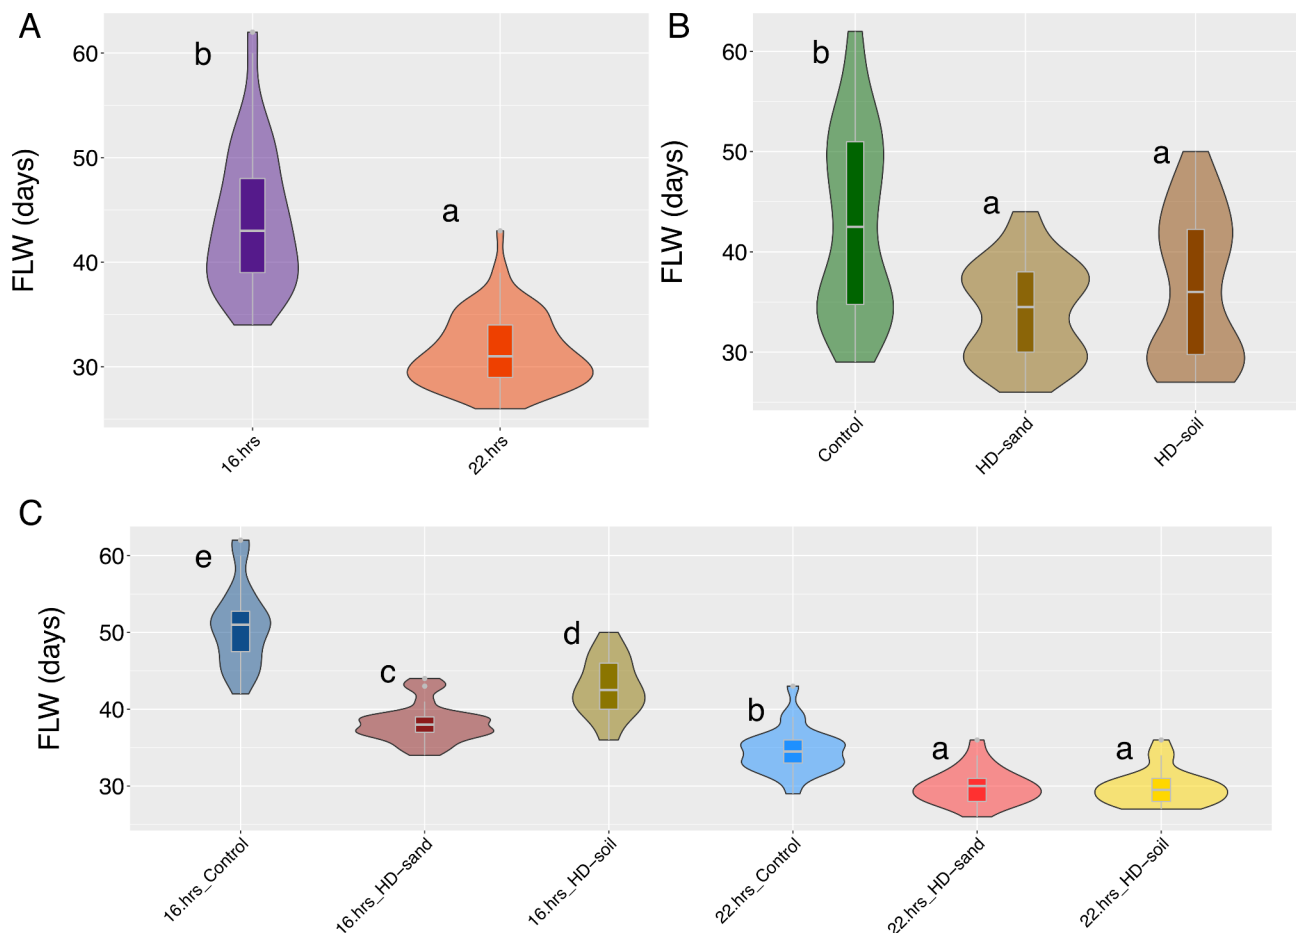 A
b
a
60
50
40
30
FLW (days)
16.hrs
22.hrs
B
b
a
a
60
50
40
30
FLW (days)
Control
HD−sand
HD−soil
C
e
c
d
b
a
a
60
50
40
30
FLW (days)
16.hrs_Control
16.hrs_HD−sand
16.hrs_HD−soil
22.hrs_Control
22.hrs_HD−sand
22.hrs_HD−soil